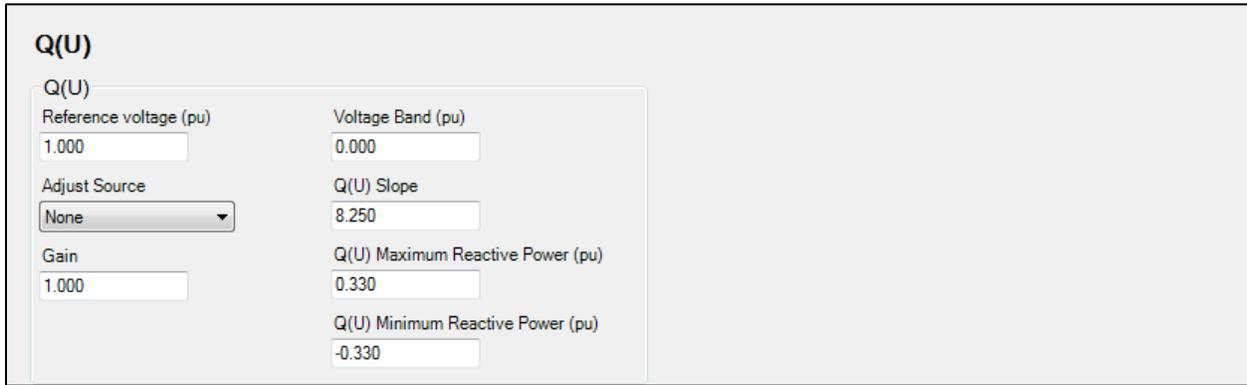 Q(U)
Q(U)
Reference voltage (pu)
Voltage Band (pu)
1.000
0.000
Adjust Source
Q(U) Slope
None
8.250
Gain
Q(U) Maximum Reactive Power (pu)
1.000
0.330
Q(U) Minimum Reactive Power (pu)
-0.330